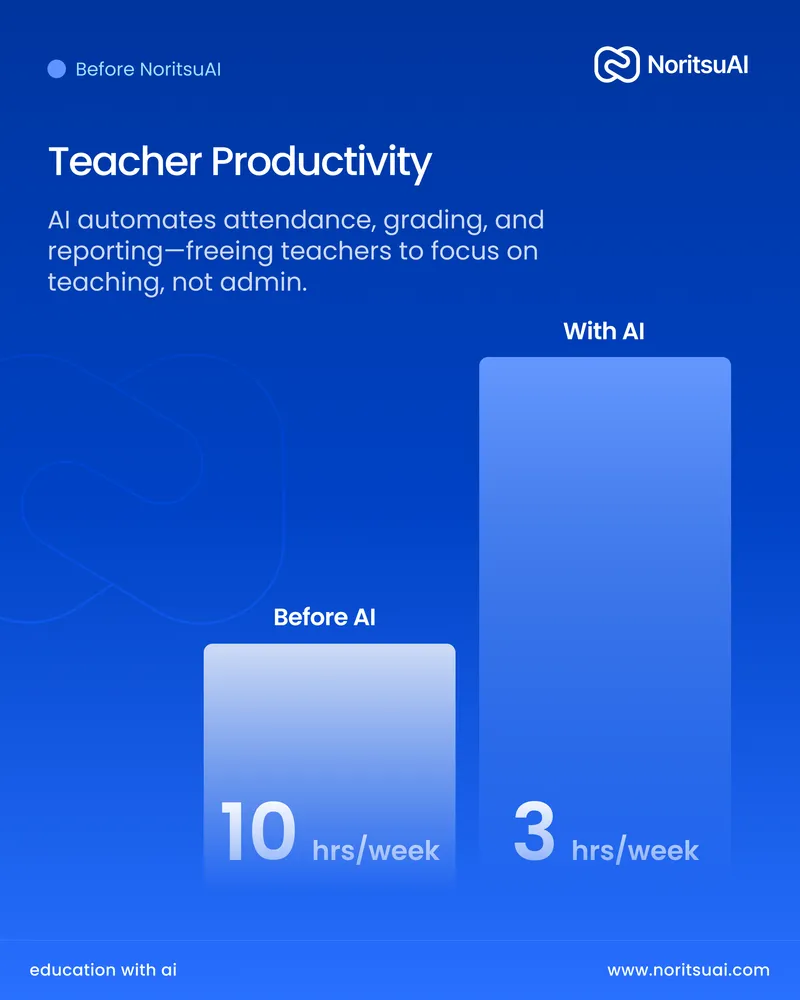 Before NoritsuAI
NoritsuAI
Teacher Productivity
AI automates attendance, grading, and
reporting—freeing teachers to focus on
teaching, not admin.
With AI
Before AI
10 hrs/week
3 hrs/week
education with ai
www.noritsuai.com